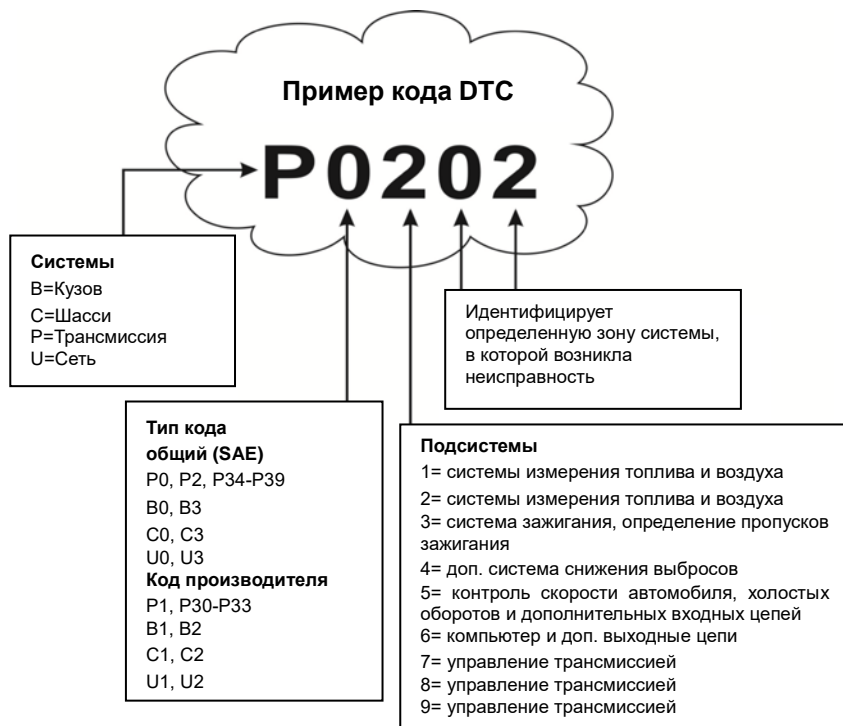 Пример кода DTC
P0202
Системы
B=Кузов
C=Шасси
P=Трансмиссия
U=Сеть
Идентифицирует
определенную зону системы,
в которой возникла
неисправность
Тип кода
общий (SAE)
P0, P2, P34-P39
B0, B3
C0, C3
U0, U3
Код производителя
P1, P30-P33
B1, B2
C1, C2
U1, U2
Подсистемы
1= системы измерения топлива и воздуха
2= системы измерения топлива и воздуха
3= система зажигания, определение пропусков
зажигания
4= доп. система снижения выбросов
5= контроль скорости автомобиля, холостых
оборотов и дополнительных входных цепей
6= компьютер и доп. выходные цепи
7= управление трансмиссией
8= управление трансмиссией
9= управление трансмиссией